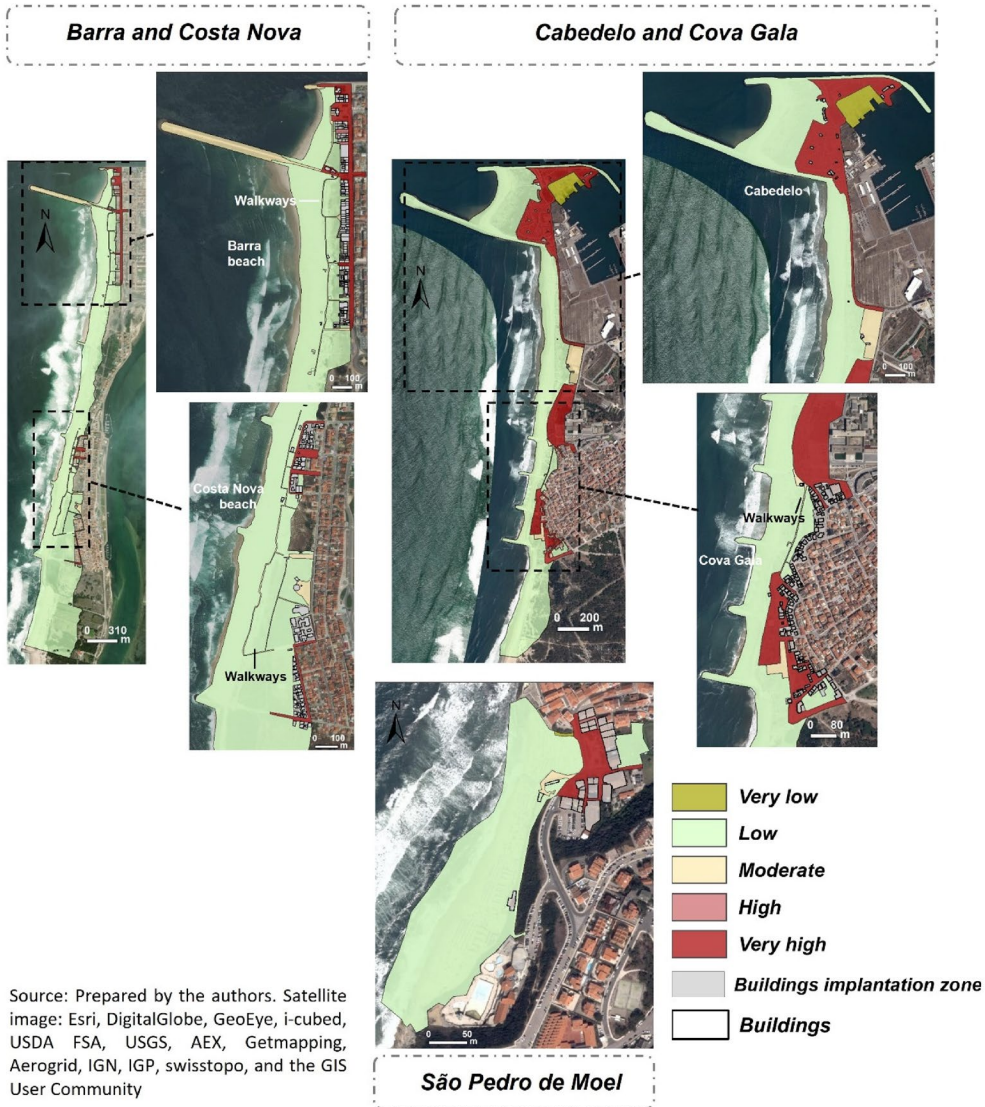 Barra and Costa Nova
Cabedelo and Cova Gala
N
0 310
m
Walkways
Barra
beach
0 100
m
Costa Nova
beach
Walkways
0 100
m
N
0 200
m
Cabedelo
0 100
m
Walkways
Cova Gala
0 80
m
N
0 50
m
São Pedro de Moel
Very low
Low
Moderate
High
Very high
Buildings implantation zone
Buildings
Source: Prepared by the authors. Satellite
image: Esri, DigitalGlobe, GeoEye, i-cubed,
USDA FSA, USGS, AEX, Getmapping,
Aerogrid, IGN, IGP, swisstopo, and the GIS
User Community